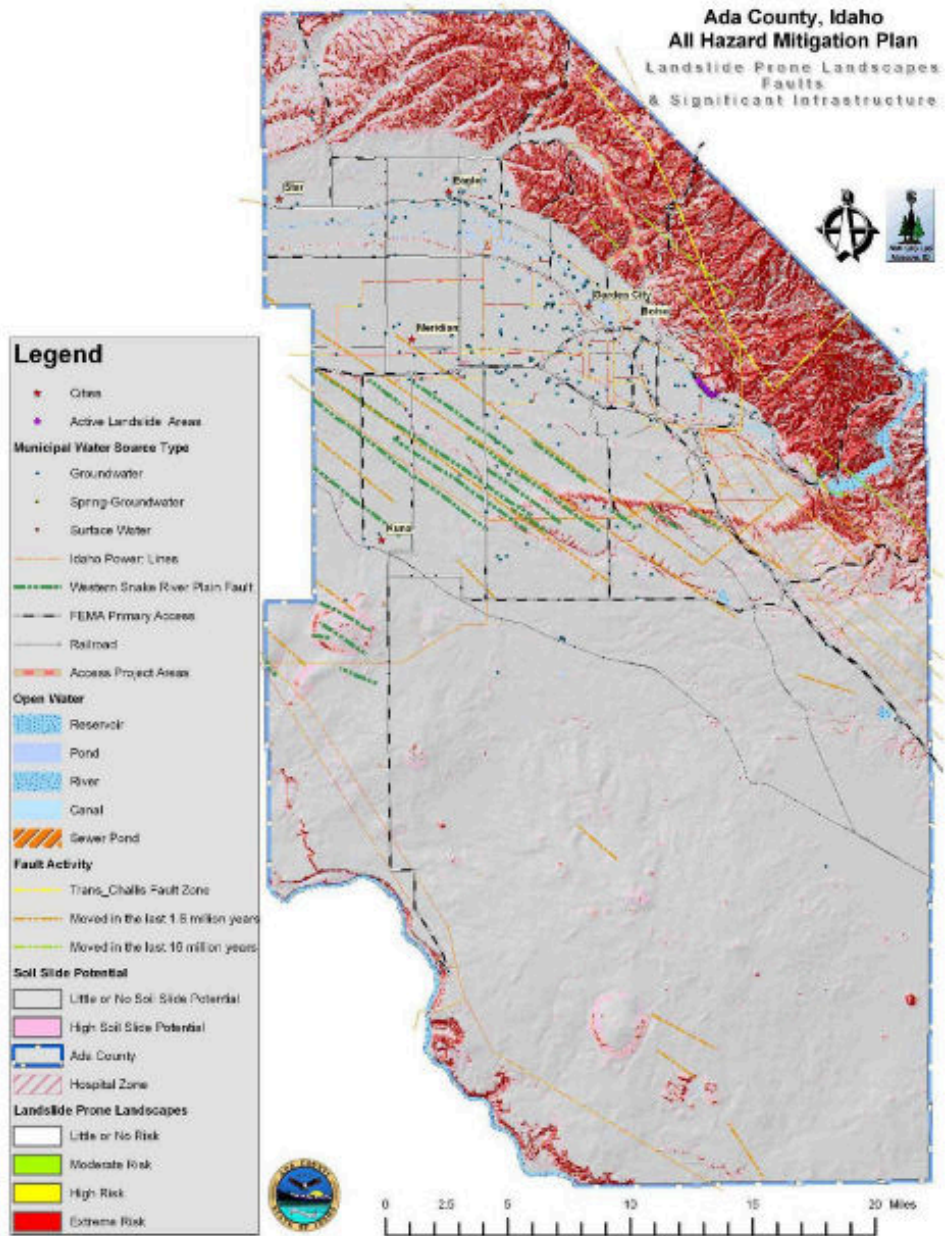 Ada County, Idaho
All Hazard Mitigation Plan
Landslide Prone Landscapes
Faults
& Significant Infrastructure
Star
Eagle
Garden City
Boise
Meridian
Kuna
Legend
Cities
Active Landslide Areas
Municipal Water Source Type
Groundwater
Spring-Groundwater
Surface Water
Idaho Power: Lines
Western Snake River Plain Fault
FEMA Primary Access
Railroad
Access Project Areas
Open Water
Reservoir
Pond
River
Canal
Sewer Pond
Fault Activity
Trans_Challis Fault Zone
Moved in the last 1.6 million years
Moved in the last 16 million years
Soil Slide Potential
Little or No Soil Slide Potential
High Soil Slide Potential
Ada County
Hospital Zone
Landslide Prone Landscapes
Little or No Risk
Moderate Risk
High Risk
Extreme Risk
ADA COUNTY
STATE OF IDAHO
0 2.5 5 10 15 20 Miles